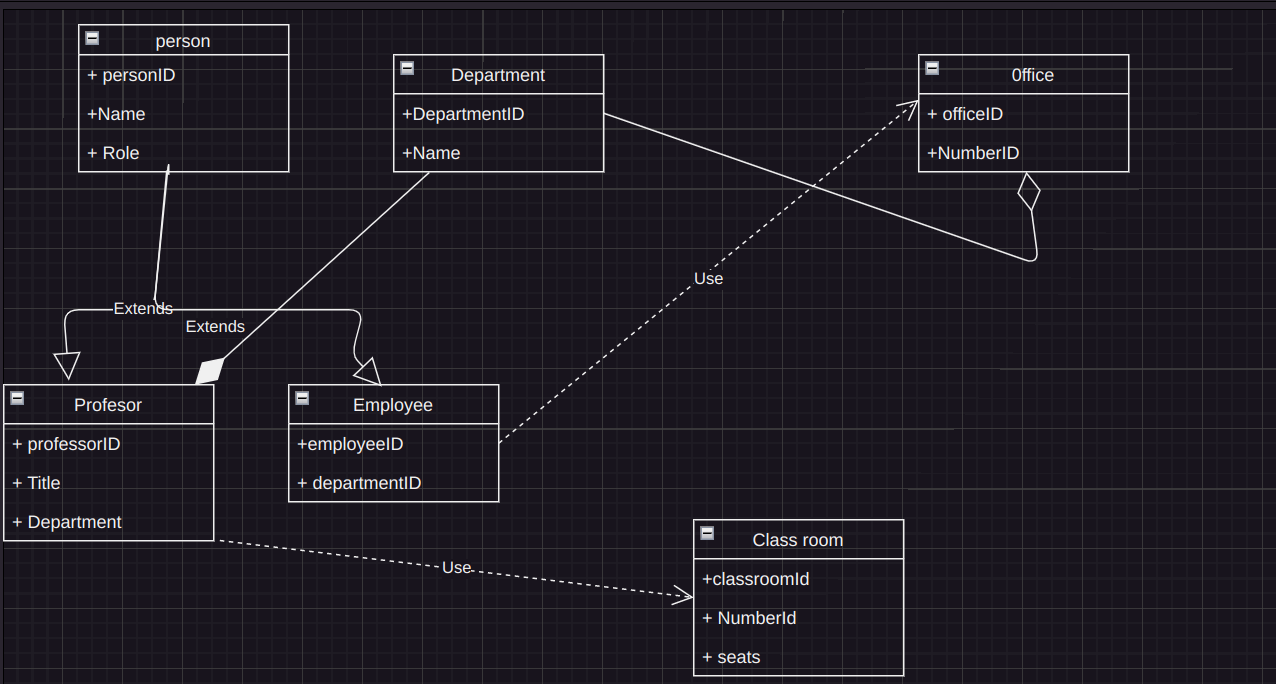 person
+ personID
+Name
+ Role
Department
+DepartmentID
+Name
0ffice
+ officeID
+NumberID
Use
Extends
Extends
Profesor
+ professorID
+ Title
+ Department
Employee
+employeeID
+ departmentID
Use
Class room
+classroomId
+ NumberId
+ seats